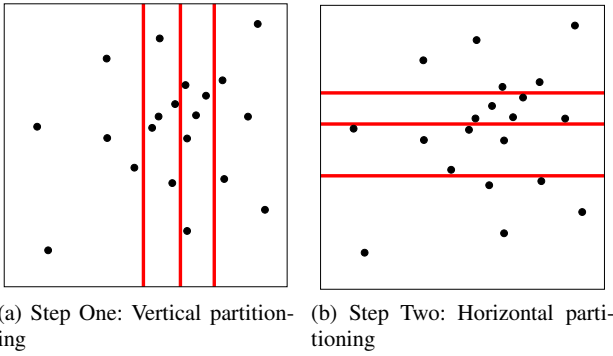 (a) Step One: Vertical partition-
ing
(b) Step Two: Horizontal parti-
tioning